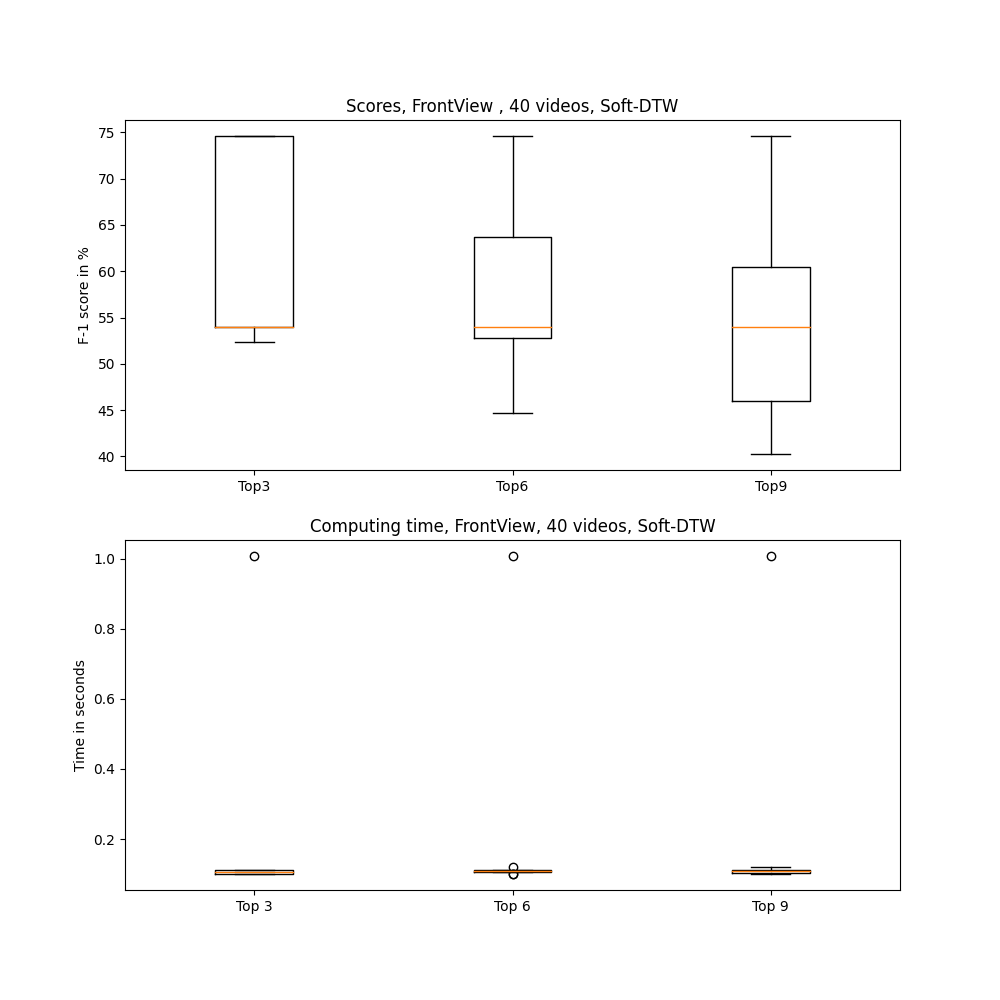 Scores, FrontView , 40 videos, Soft-DTW
75
70
65
60
55
50
45
40
F-1 score in %
Top3 Top6 Top9
Computing time, FrontView, 40 videos, Soft-DTW
1.0
0.8
0.6
0.4
0.2
Time in seconds
Top 3 Top 6 Top 9